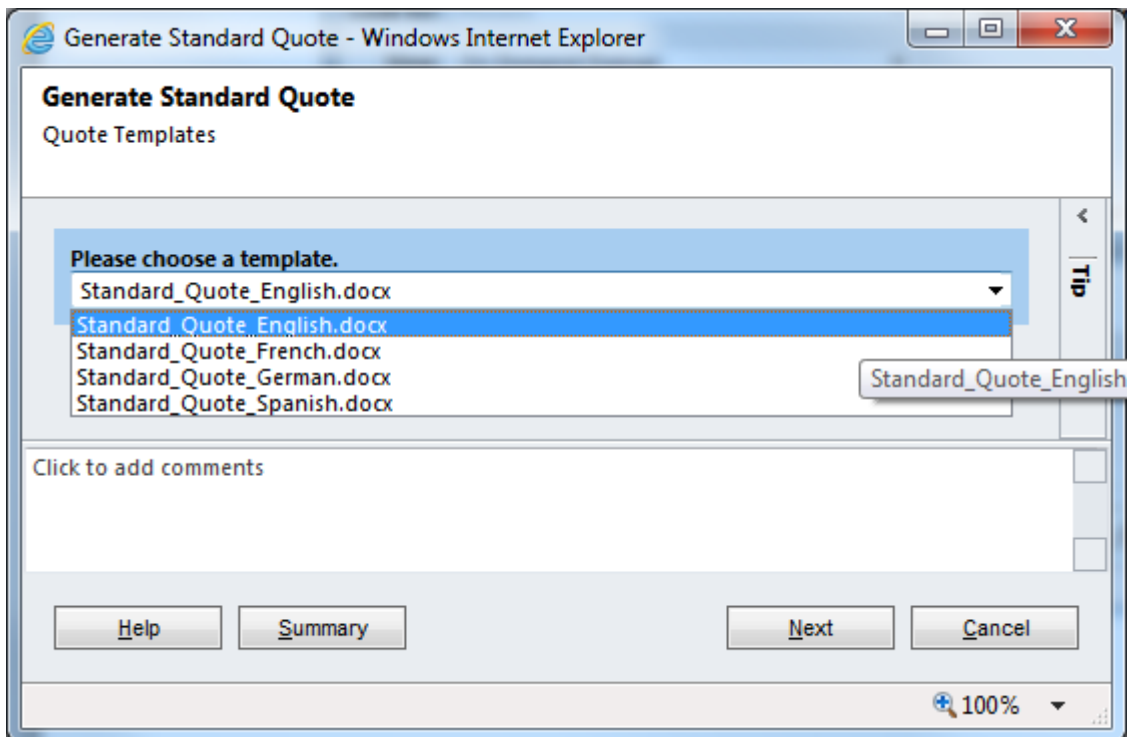 Generate Standard Quote - Windows Internet Explorer
Generate Standard Quote
Quote Templates
Please choose a template.
Standard_Quote_English.docx
Standard_Quote_English.docx
Standard_Quote_French.docx
Standard_Quote_German.docx
Standard_Quote_Spanish.docx
Standard_Quote_English
Tip
Click to add comments
Help
Summary
Next
Cancel
100%